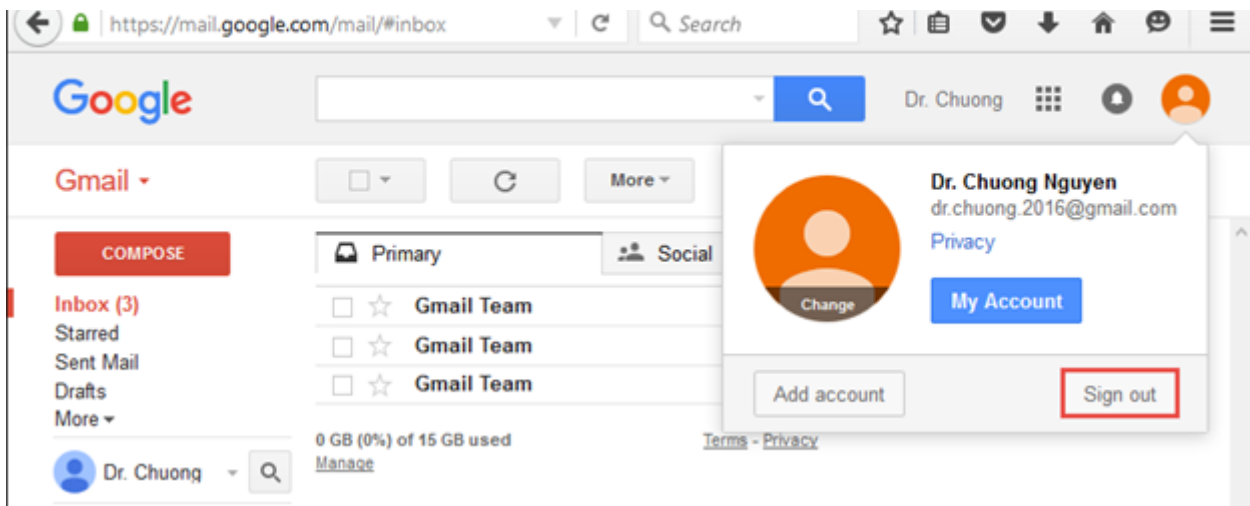 https://mail.google.com/mail/#inbox
Search
Google
Dr. Chuong
Gmail
More
Dr. Chuong Nguyen
dr.chuong.2016@gmail.com
Privacy
Change
My Account
Add account
Sign out
COMPOSE
Primary
Social
Inbox (3)
Gmail Team
Starred
Gmail Team
Sent Mail
Drafts
Gmail Team
More
0 GB (0%) of 15 GB used
Terms - Privacy
Manage
Dr. Chuong